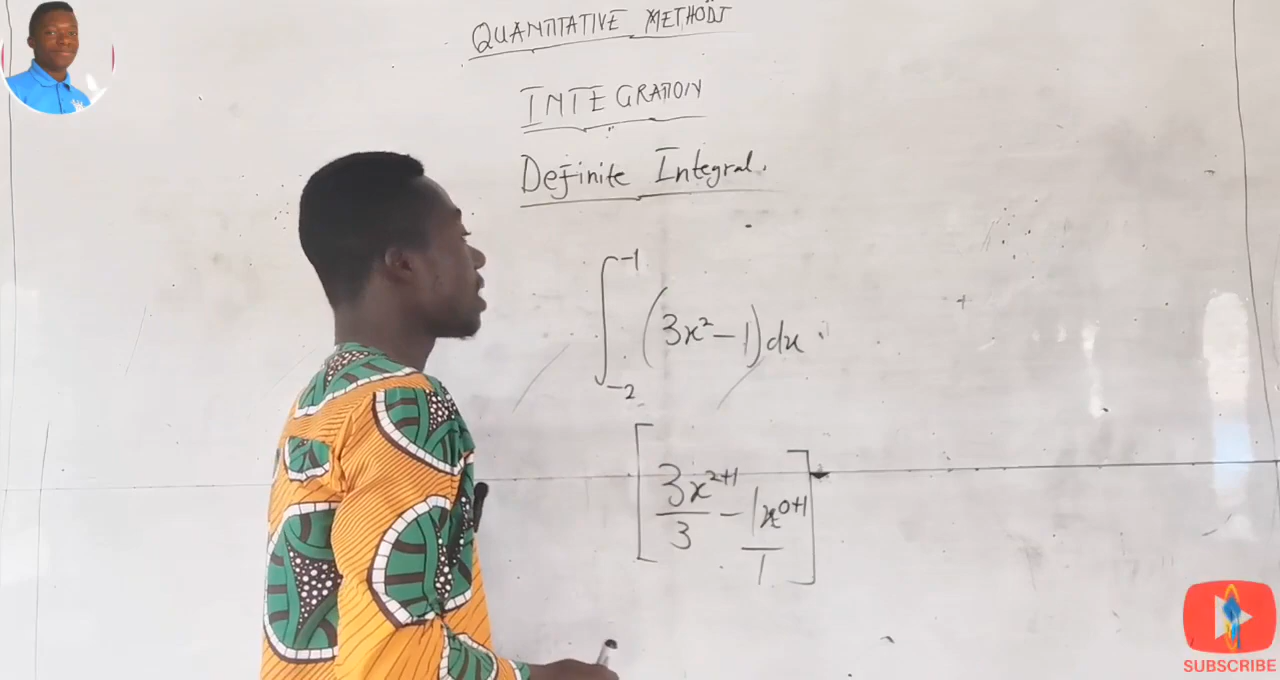 QUANTITATIVE METHODS
INTEGRATION
Definite Integral.
∫₋₂⁻¹ (3x² − 1) dx.
[3x²⁺¹/3 − 1x⁰⁺¹/1]
SUBSCRIBE